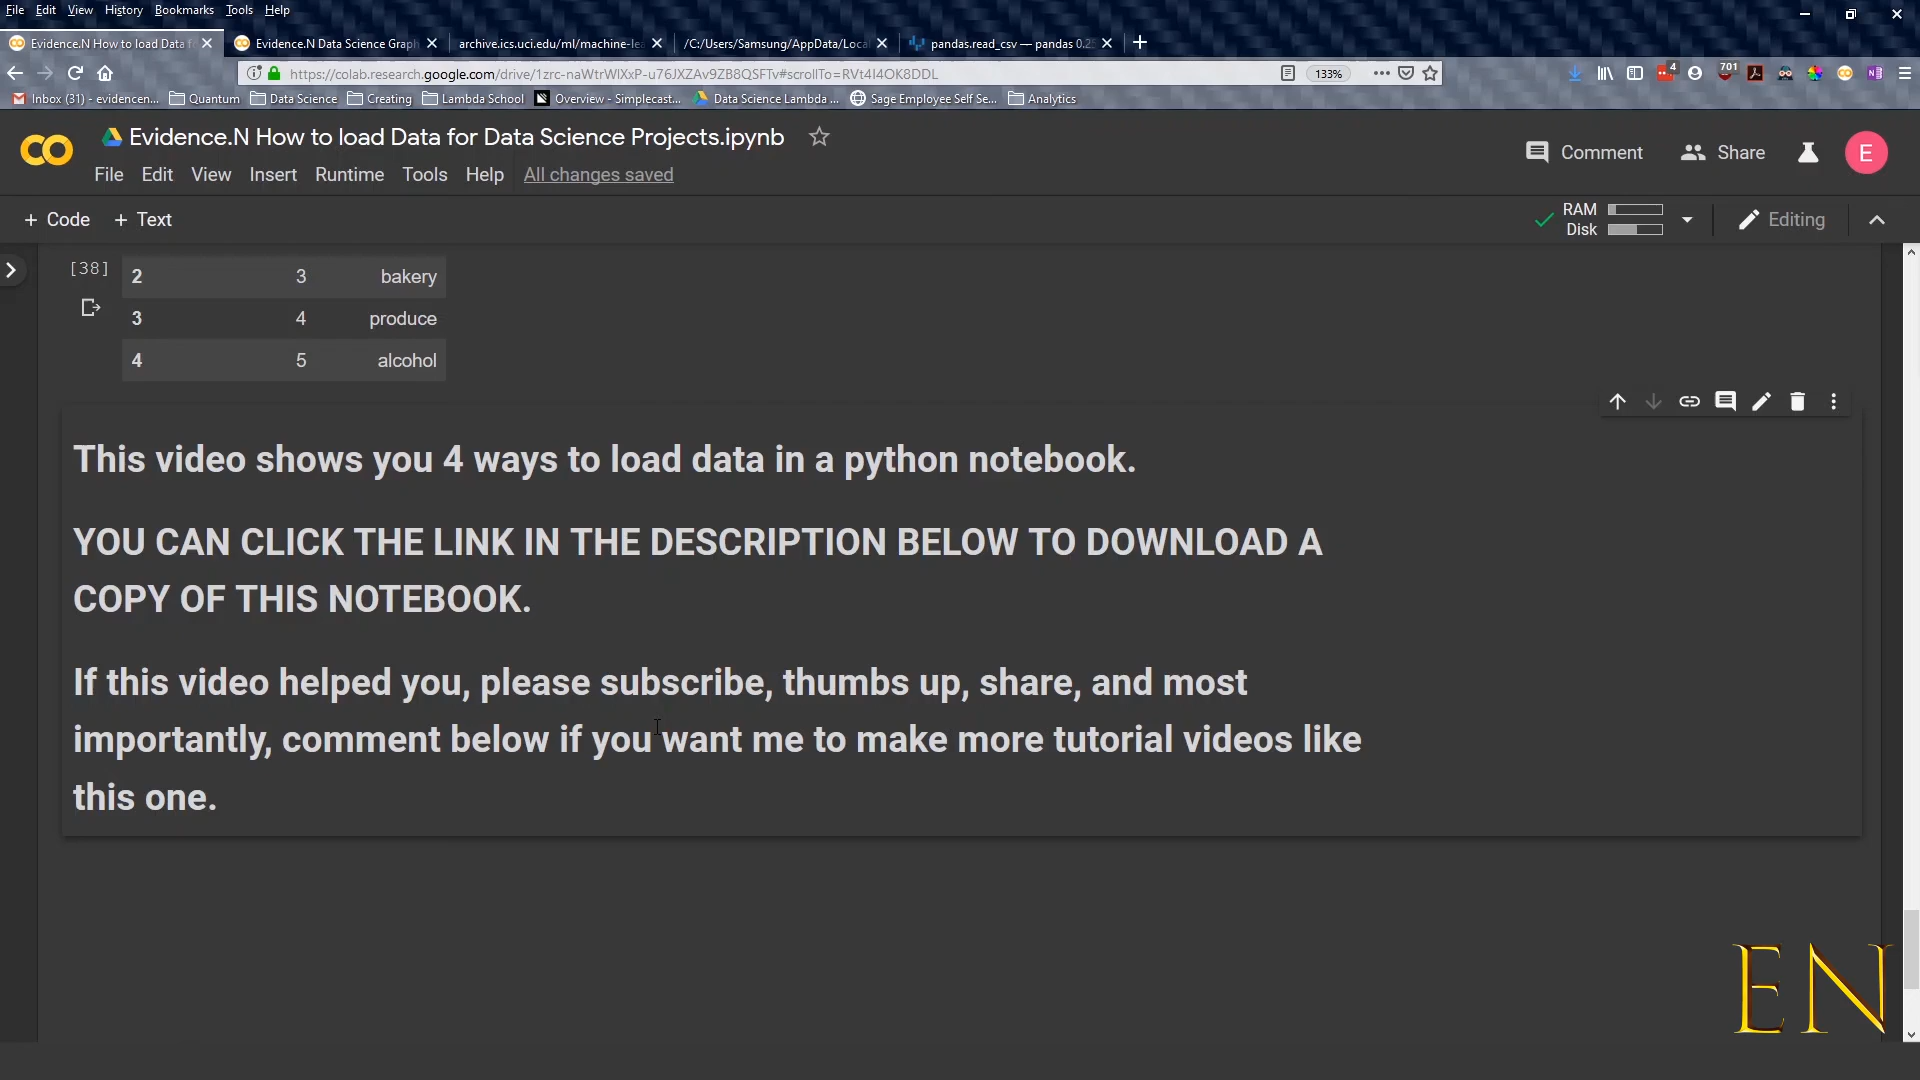 File Edit View History Bookmarks Tools Help
Evidence.N How to load Data f
Evidence.N Data Science Graph
archive.ics.uci.edu/ml/machine-le
/C:/Users/Samsung/AppData/Loca
pandas.read_csv — pandas 0.2
https://colab.research.google.com/drive/1zrc-naWtrWlXxP-u76JXZAv9ZB8QSFTv#scrollTo=RVt4I4OK8DDL
133%
4
701
Inbox (31) - evidencen... Quantum Data Science Creating Lambda School Overview - Simplecast... Data Science Lambda ... Sage Employee Self Se... Analytics
Evidence.N How to load Data for Data Science Projects.ipynb
Comment Share E
File Edit View Insert Runtime Tools Help All changes saved
+ Code + Text
RAM
Disk
Editing
[38]
2 3 bakery
3 4 produce
4 5 alcohol
This video shows you 4 ways to load data in a python notebook.
YOU CAN CLICK THE LINK IN THE DESCRIPTION BELOW TO DOWNLOAD A
COPY OF THIS NOTEBOOK.
If this video helped you, please subscribe, thumbs up, share, and most
importantly, comment below if you want me to make more tutorial videos like
this one.
EN